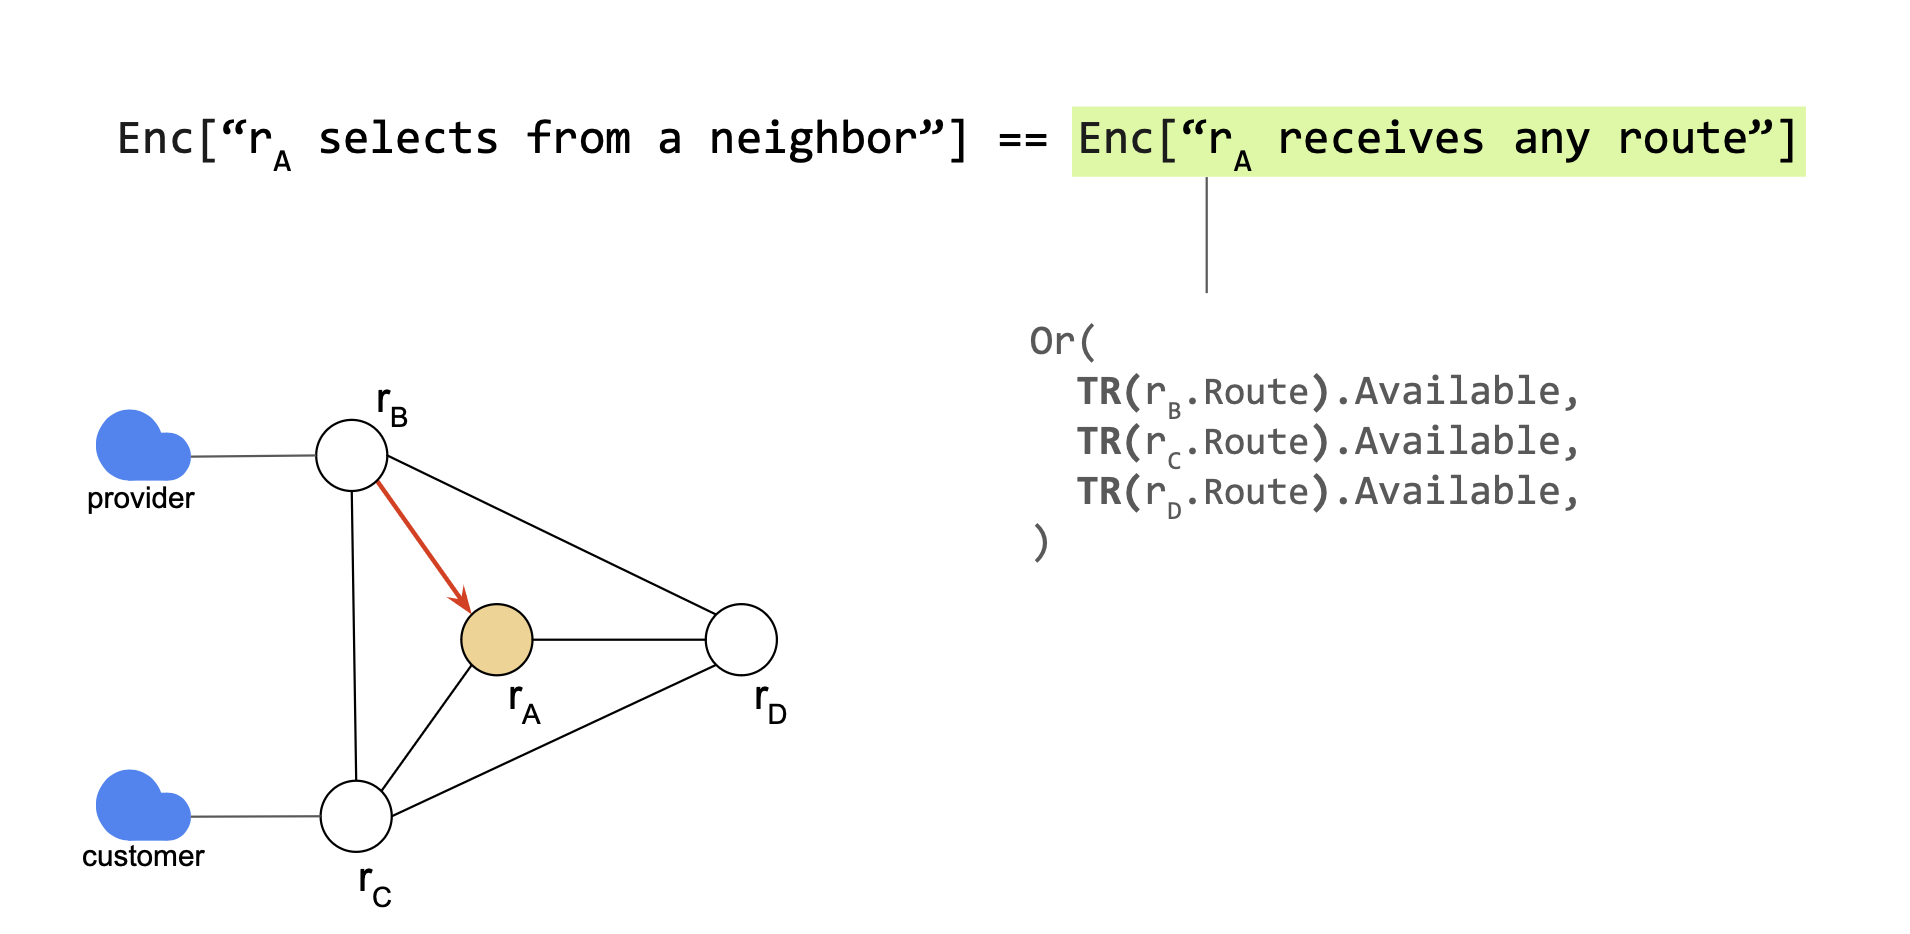 Enc[“r_A selects from a neighbor”] == Enc[“r_A receives any route”]
Or(
TR(r_B.Route).Available,
TR(r_C.Route).Available,
TR(r_D.Route).Available,
)
r_B
provider
r_A
r_D
customer
r_C